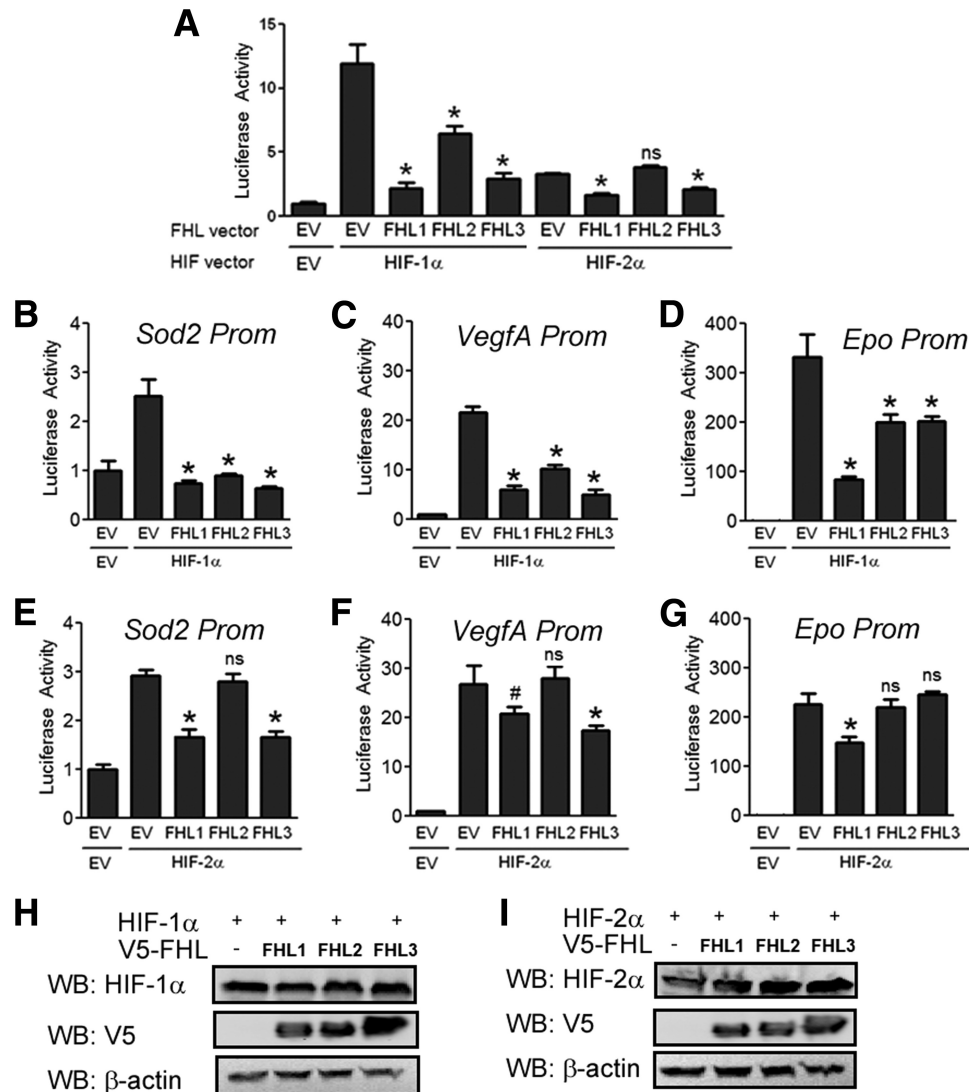 A
Luciferase Activity
15
10
5
0
* * * * ns *
FHL vector EV EV FHL1 FHL2 FHL3 EV FHL1 FHL2 FHL3
HIF vector EV HIF-1α HIF-2α
B
Sod2 Prom
Luciferase Activity
4
3
2
1
0
* * *
EV EV FHL1 FHL2 FHL3
EV HIF-1α
C
VegfA Prom
Luciferase Activity
40
30
20
10
0
* * *
EV EV FHL1 FHL2 FHL3
EV HIF-1α
D
Epo Prom
Luciferase Activity
400
300
200
100
0
* * *
EV EV FHL1 FHL2 FHL3
EV HIF-1α
E
Sod2 Prom
Luciferase Activity
4
3
2
1
0
* ns *
EV EV FHL1 FHL2 FHL3
EV HIF-2α
F
VegfA Prom
Luciferase Activity
40
30
20
10
0
# ns *
EV EV FHL1 FHL2 FHL3
EV HIF-2α
G
Epo Prom
Luciferase Activity
400
300
200
100
0
* ns ns
EV EV FHL1 FHL2 FHL3
EV HIF-2α
H
HIF-1α + + + +
V5-FHL - FHL1 FHL2 FHL3
WB: HIF-1α
WB: V5
WB: β-actin
I
HIF-2α + + + +
V5-FHL - FHL1 FHL2 FHL3
WB: HIF-2α
WB: V5
WB: β-actin